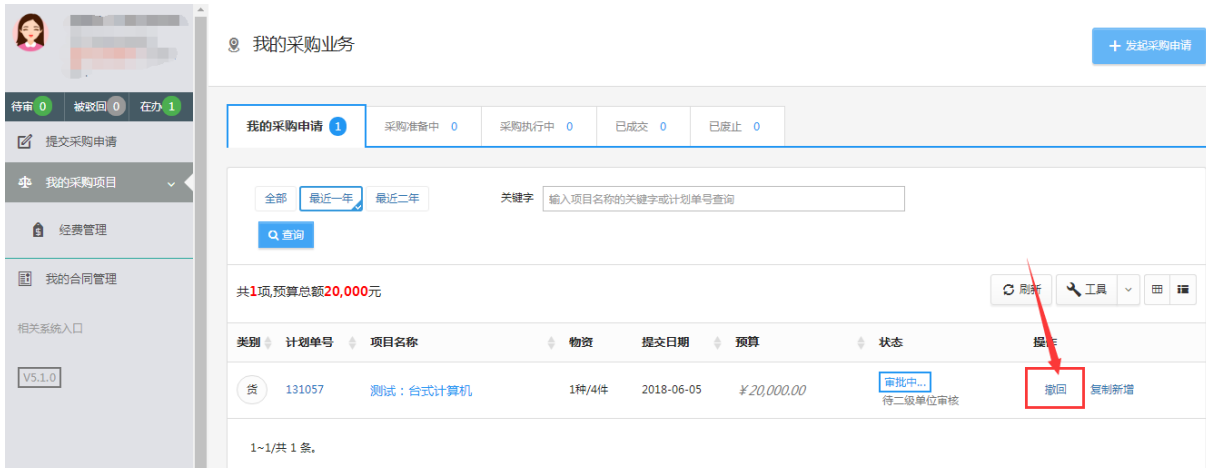 我的采购业务
发起采购申请
待审 0 被驳回 0 在办 1
提交采购申请
我的采购项目
经费管理
我的合同管理
相关系统入口
V5.1.0
我的采购申请 1 采购准备中 0 采购执行中 0 已成交 0 已废止 0
全部 最近一年 最近二年 关键字 输入项目名称的关键字或计划单号查询
查询
共1项,预算总额20,000元 刷新 工具
类别 计划单号 项目名称 物资 提交日期 预算 状态 操作
货 131057 测试：台式计算机 1种/4件 2018-06-05 ¥20,000.00 审批中... 撤回 复制新增
待二级单位审核
1~1/共 1 条。